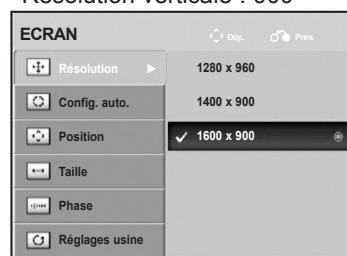 Résolution verticale : 900
ECRAN
Dép. Prev.
Résolution
1280 x 960
Config. auto.
1400 x 900
Position
1600 x 900
Taille
Phase
Réglages usine